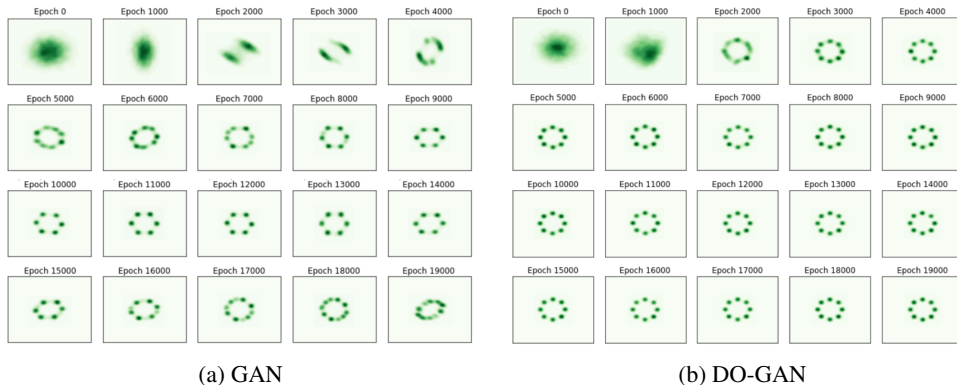 Epoch 0 Epoch 1000 Epoch 2000 Epoch 3000 Epoch 4000
Epoch 5000 Epoch 6000 Epoch 7000 Epoch 8000 Epoch 9000
Epoch 10000 Epoch 11000 Epoch 12000 Epoch 13000 Epoch 14000
Epoch 15000 Epoch 16000 Epoch 17000 Epoch 18000 Epoch 19000
(a) GAN
Epoch 0 Epoch 1000 Epoch 2000 Epoch 3000 Epoch 4000
Epoch 5000 Epoch 6000 Epoch 7000 Epoch 8000 Epoch 9000
Epoch 10000 Epoch 11000 Epoch 12000 Epoch 13000 Epoch 14000
Epoch 15000 Epoch 16000 Epoch 17000 Epoch 18000 Epoch 19000
(b) DO-GAN